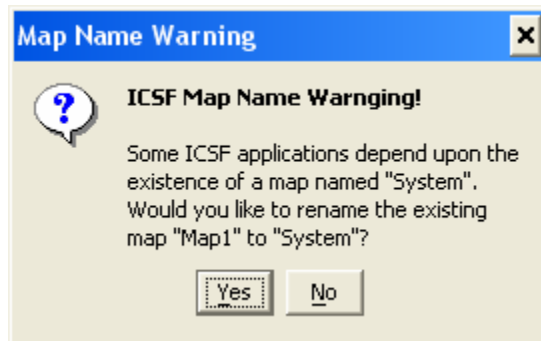 Map Name Warning
ICSF Map Name Warnging!
Some ICSF applications depend upon the
existence of a map named "System".
Would you like to rename the existing
map "Map1" to "System"?
Yes No